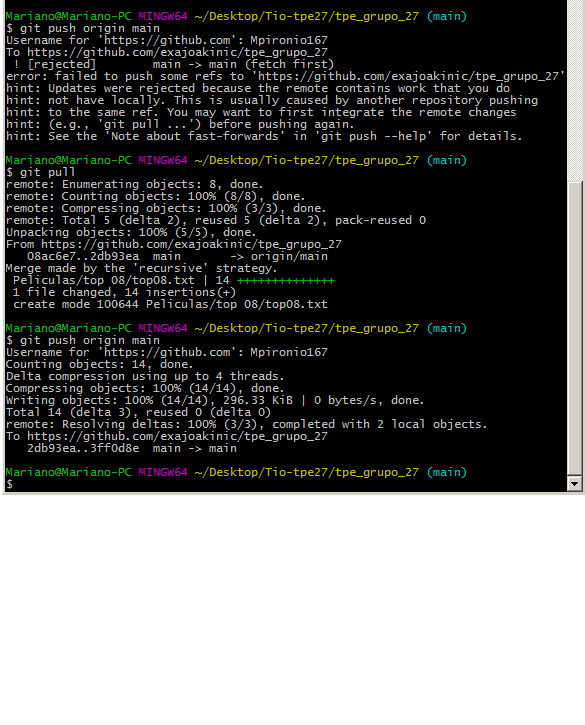 Mariano@Mariano-PC MINGW64 ~/Desktop/Tio-tpe27/tpe_grupo_27 (main)
$ git push origin main
Username for 'https://github.com': Mpironio167
To https://github.com/exajoakinic/tpe_grupo_27
 ! [rejected]        main -> main (fetch first)
error: failed to push some refs to 'https://github.com/exajoakinic/tpe_grupo_27'
hint: Updates were rejected because the remote contains work that you do
hint: not have locally. This is usually caused by another repository pushing
hint: to the same ref. You may want to first integrate the remote changes
hint: (e.g., 'git pull ...') before pushing again.
hint: See the 'Note about fast-forwards' in 'git push --help' for details.
Mariano@Mariano-PC MINGW64 ~/Desktop/Tio-tpe27/tpe_grupo_27 (main)
$ git pull
remote: Enumerating objects: 8, done.
remote: Counting objects: 100% (8/8), done.
remote: Compressing objects: 100% (3/3), done.
remote: Total 5 (delta 2), reused 5 (delta 2), pack-reused 0
Unpacking objects: 100% (5/5), done.
From https://github.com/exajoakinic/tpe_grupo_27
   08ac6e7..2db93ea  main       -> origin/main
Merge made by the 'recursive' strategy.
 Peliculas/top 08/top08.txt | 14 ++++++++++++++
 1 file changed, 14 insertions(+)
 create mode 100644 Peliculas/top 08/top08.txt
Mariano@Mariano-PC MINGW64 ~/Desktop/Tio-tpe27/tpe_grupo_27 (main)
$ git push origin main
Username for 'https://github.com': Mpironio167
Counting objects: 14, done.
Delta compression using up to 4 threads.
Compressing objects: 100% (14/14), done.
Writing objects: 100% (14/14), 296.33 KiB | 0 bytes/s, done.
Total 14 (delta 3), reused 0 (delta 0)
remote: Resolving deltas: 100% (3/3), completed with 2 local objects.
To https://github.com/exajoakinic/tpe_grupo_27
   2db93ea..3ff0d8e  main -> main
Mariano@Mariano-PC MINGW64 ~/Desktop/Tio-tpe27/tpe_grupo_27 (main)
$